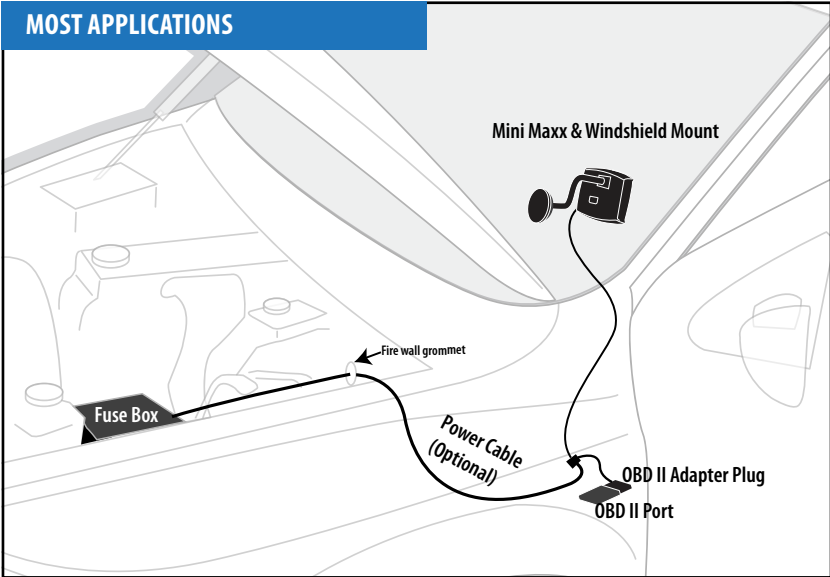 MOST APPLICATIONS
Mini Maxx & Windshield Mount
Fire wall grommet
Fuse Box
Power Cable
(Optional)
OBD II Adapter Plug
OBD II Port